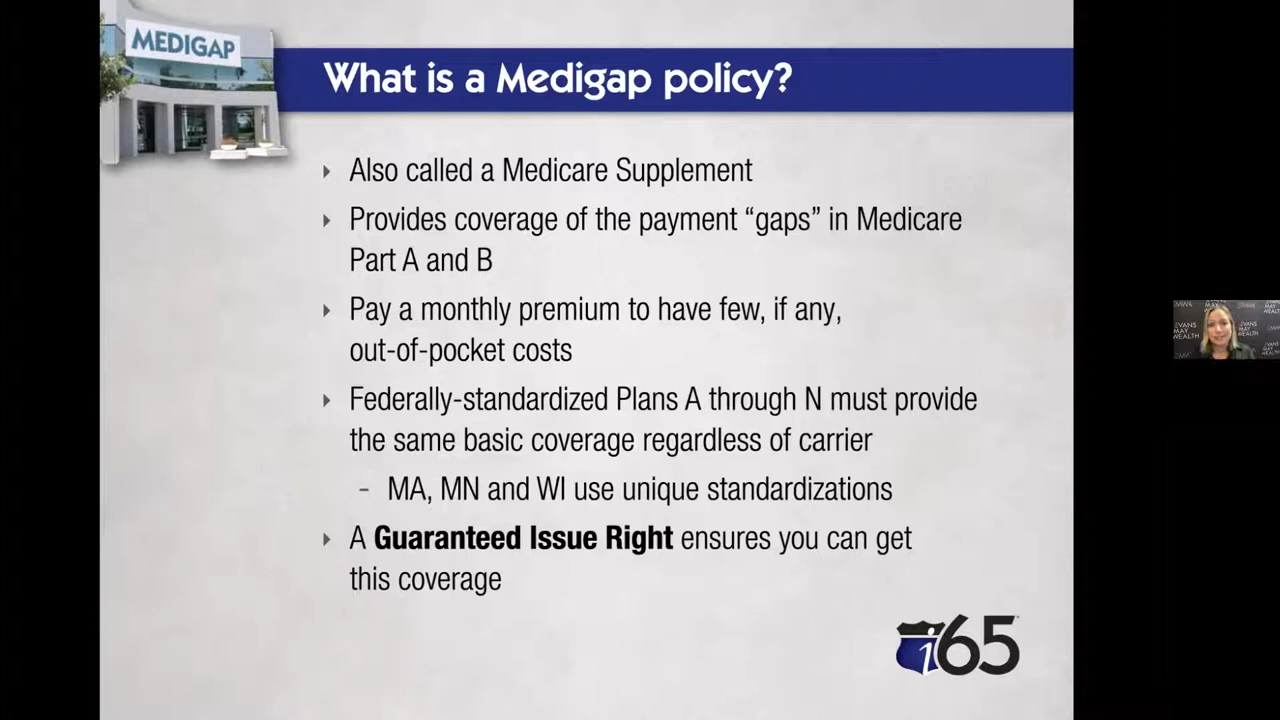 MEDIGAP
What is a Medigap policy?
Also called a Medicare Supplement
Provides coverage of the payment “gaps” in Medicare
Part A and B
Pay a monthly premium to have few, if any,
out-of-pocket costs
Federally-standardized Plans A through N must provide
the same basic coverage regardless of carrier
- MA, MN and WI use unique standardizations
A Guaranteed Issue Right ensures you can get
this coverage
i65
EVANS
MAY
WEALTH